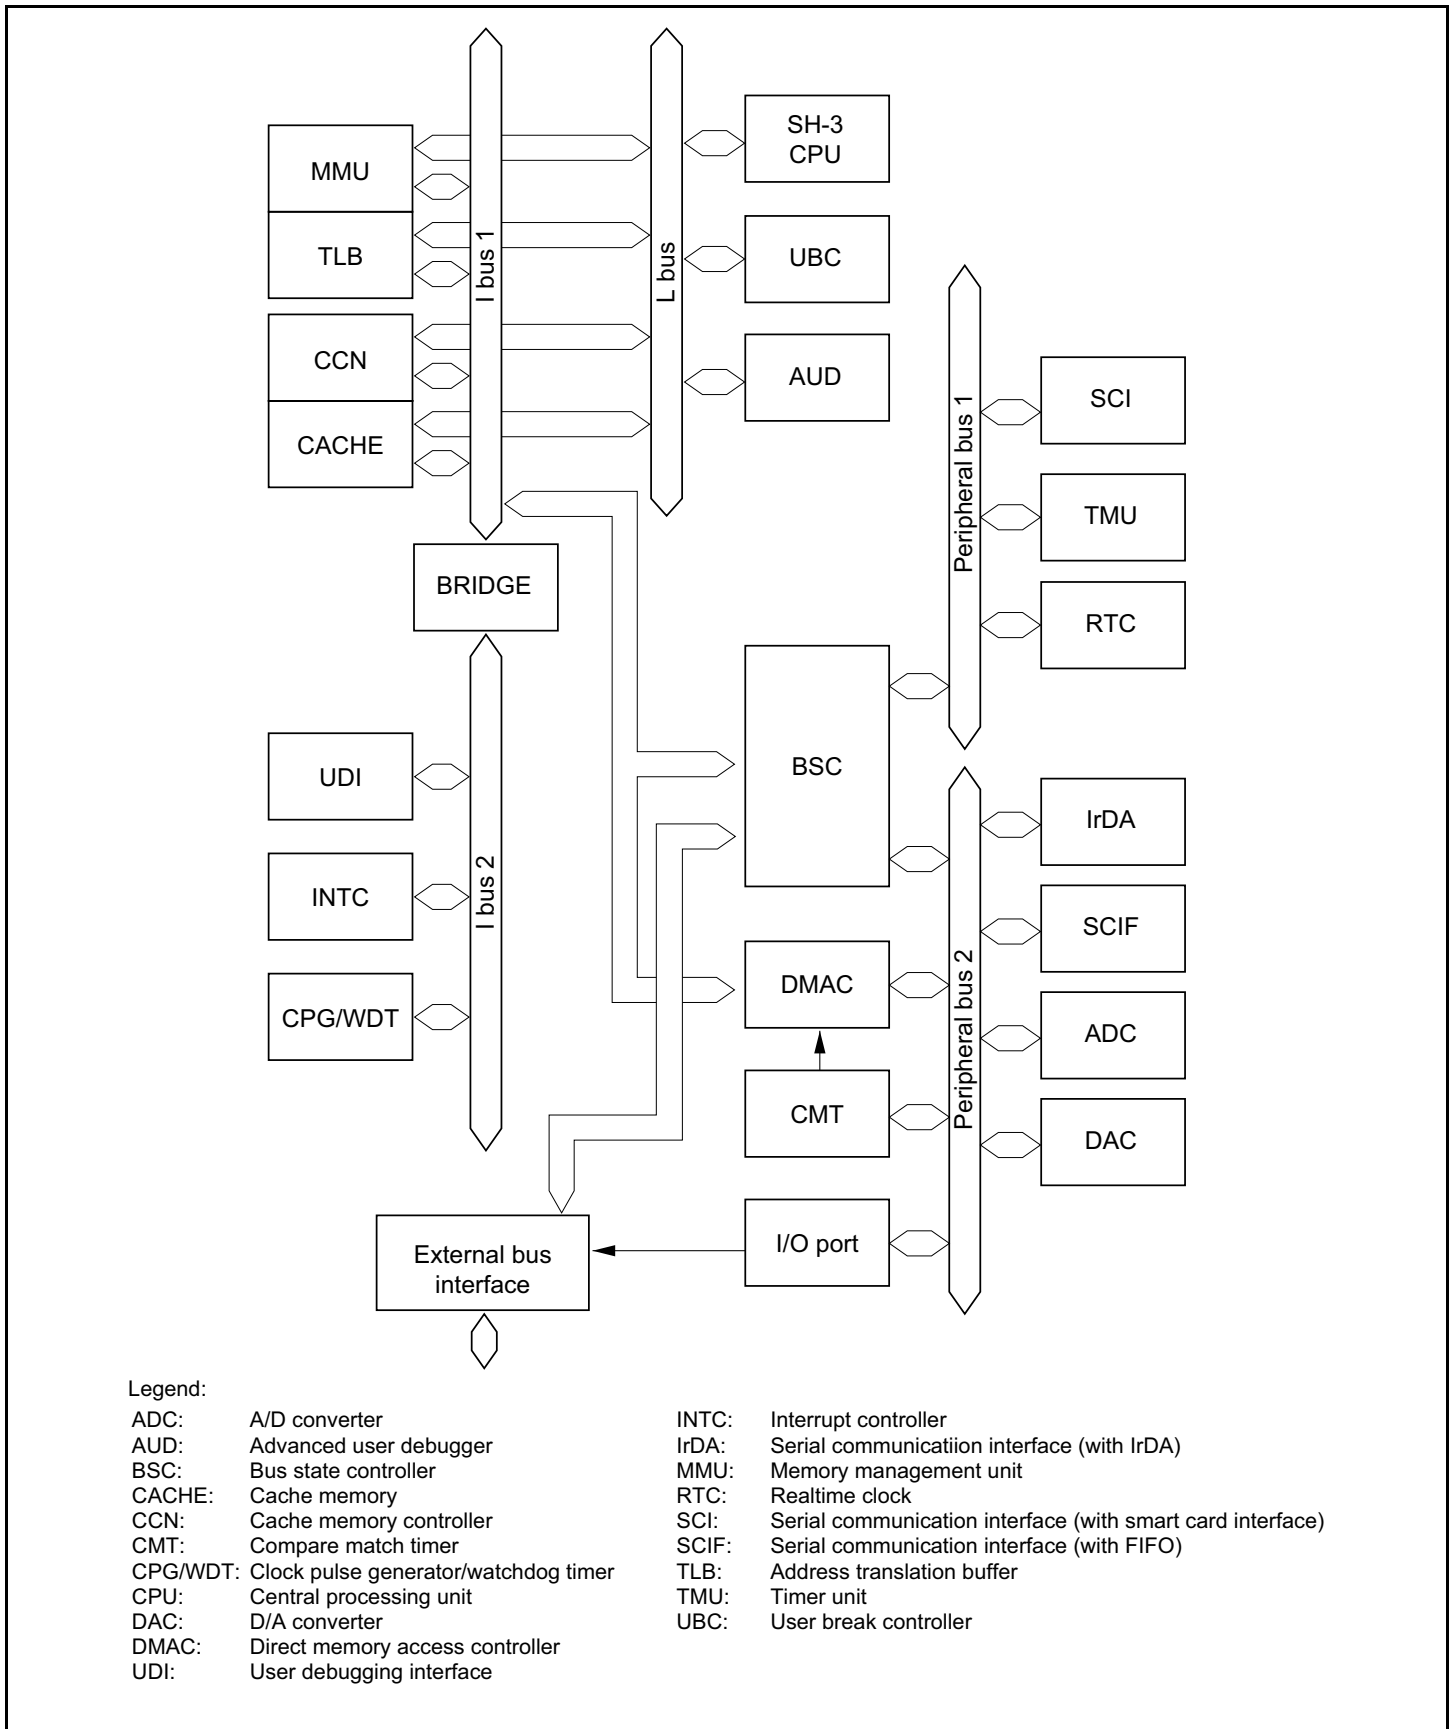 SH-3
CPU
MMU
TLB
I bus 1
L bus
UBC
CCN
AUD
CACHE
Peripheral bus 1
SCI
TMU
BRIDGE
RTC
BSC
UDI
IrDA
INTC
I bus 2
SCIF
DMAC
Peripheral bus 2
CPG/WDT
ADC
CMT
DAC
I/O port
External bus
interface
Legend:
ADC: A/D converter
AUD: Advanced user debugger
BSC: Bus state controller
CACHE: Cache memory
CCN: Cache memory controller
CMT: Compare match timer
CPG/WDT: Clock pulse generator/watchdog timer
CPU: Central processing unit
DAC: D/A converter
DMAC: Direct memory access controller
UDI: User debugging interface
INTC: Interrupt controller
IrDA: Serial communicatiion interface (with IrDA)
MMU: Memory management unit
RTC: Realtime clock
SCI: Serial communication interface (with smart card interface)
SCIF: Serial communication interface (with FIFO)
TLB: Address translation buffer
TMU: Timer unit
UBC: User break controller